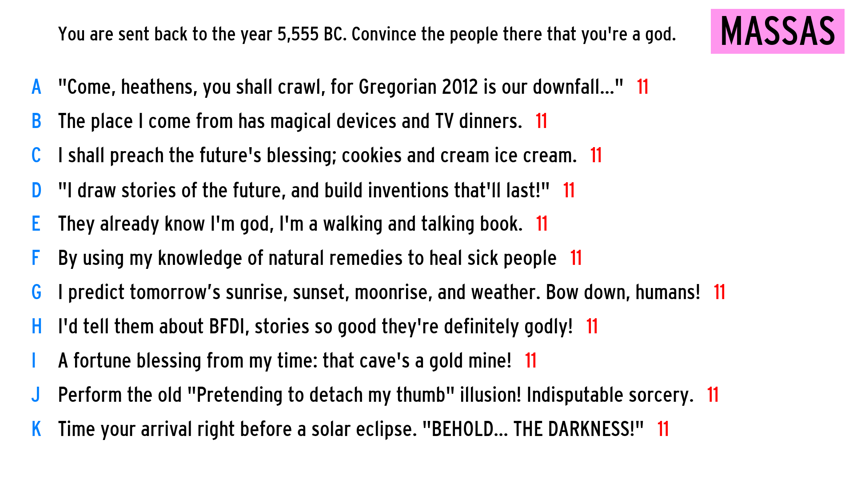 You are sent back to the year 5,555 BC. Convince the people there that you're a god. MASSAS
A "Come, heathens, you shall crawl, for Gregorian 2012 is our downfall..." 11
B The place I come from has magical devices and TV dinners. 11
C I shall preach the future's blessing; cookies and cream ice cream. 11
D "I draw stories of the future, and build inventions that'll last!" 11
E They already know I'm god, I'm a walking and talking book. 11
F By using my knowledge of natural remedies to heal sick people 11
G I predict tomorrow’s sunrise, sunset, moonrise, and weather. Bow down, humans! 11
H I'd tell them about BFDI, stories so good they're definitely godly! 11
I A fortune blessing from my time: that cave's a gold mine! 11
J Perform the old "Pretending to detach my thumb" illusion! Indisputable sorcery. 11
K Time your arrival right before a solar eclipse. "BEHOLD... THE DARKNESS!" 11